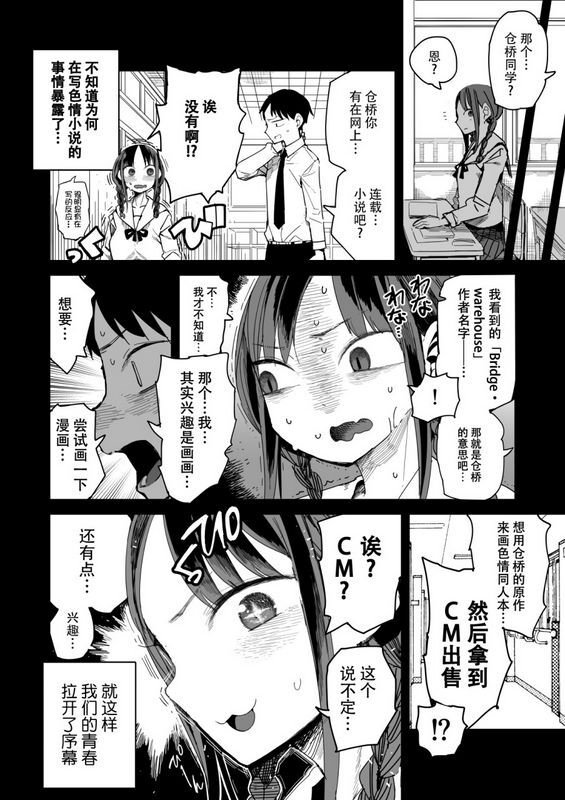 那个…
仓桥同学?
恩?
仓桥你
有在网上…
连载…
小说吧?
诶
没有啊!?
不知道为何
在写色情小说的
事情暴露了…
我看到的
「Bridge・
warehouse」
作者名字──
那就是仓桥
的意思吧…
!
わな
わな…
不…
我才不知道…
那个…我…
其实兴趣是画画…
想要…
尝试画一下
漫画…
想用仓桥的原作
来画色情同人本…
然后拿到
CM出售
!?
诶?
CM?
这个
说不定…
还有点…
兴趣…
就这样
我们的青春
拉开了序幕